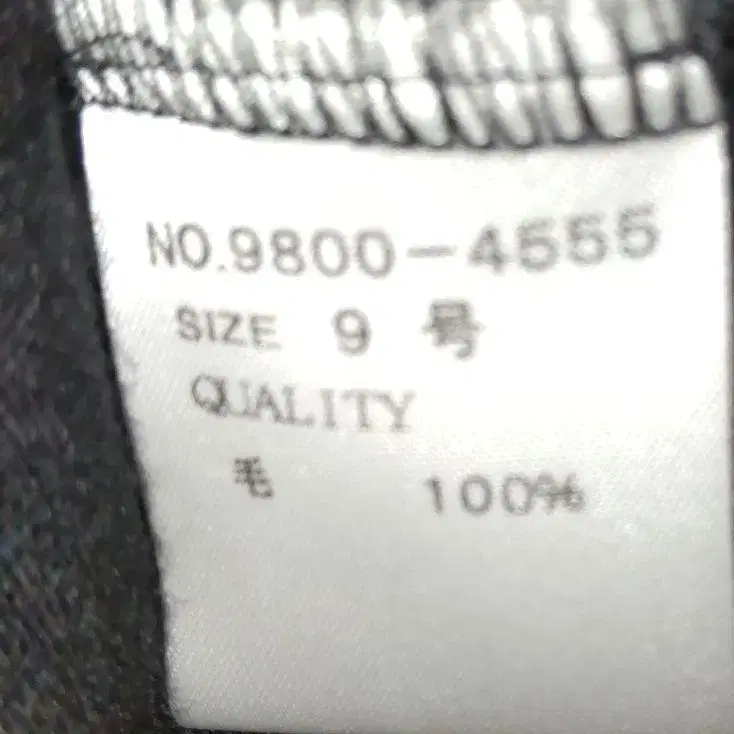 NO.9800-4555
SIZE 9 号
QUALITY
毛 100%